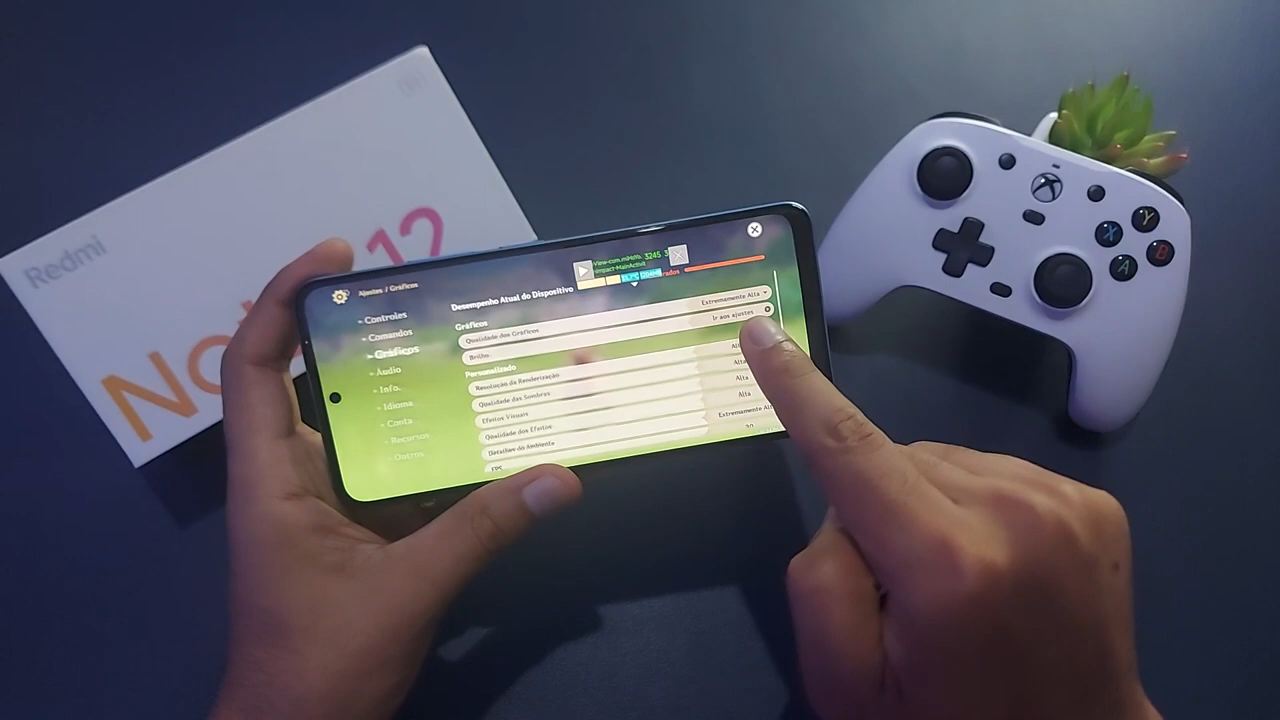 Redmi
12
Ajustes / Gráficos
Controles
Comandos
Gráficos
Áudio
Info.
Idioma
Conta
Recursos
Outros
Desempenho Atual do Dispositivo
Gráficos
Qualidade dos Gráficos
Extremamente Alta
Brilho
Ir aos ajustes
Personalizado
Resolução da Renderização
Qualidade das Sombras
Alta
Efeitos Visuais
Alta
Qualidade dos Efeitos
Alta
Detalhes do Ambiente
Extremamente Alta
FPS
30
3245
X
Y
B
A